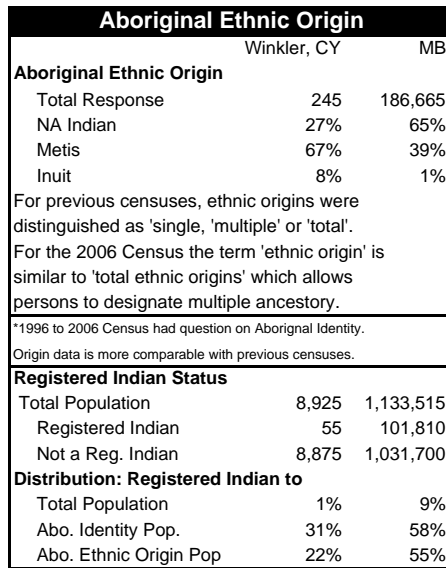 Aboriginal Ethnic Origin
Winkler, CY MB
Aboriginal Ethnic Origin
Total Response 245 186,665
NA Indian 27% 65%
Metis 67% 39%
Inuit 8% 1%
For previous censuses, ethnic origins were
distinguished as 'single, 'multiple' or 'total'.
For the 2006 Census the term 'ethnic origin' is
similar to 'total ethnic origins' which allows
persons to designate multiple ancestory.
*1996 to 2006 Census had question on Aborignal Identity.
Origin data is more comparable with previous censuses.
Registered Indian Status
Total Population 8,925 1,133,515
Registered Indian 55 101,810
Not a Reg. Indian 8,875 1,031,700
Distribution: Registered Indian to
Total Population 1% 9%
Abo. Identity Pop. 31% 58%
Abo. Ethnic Origin Pop 22% 55%